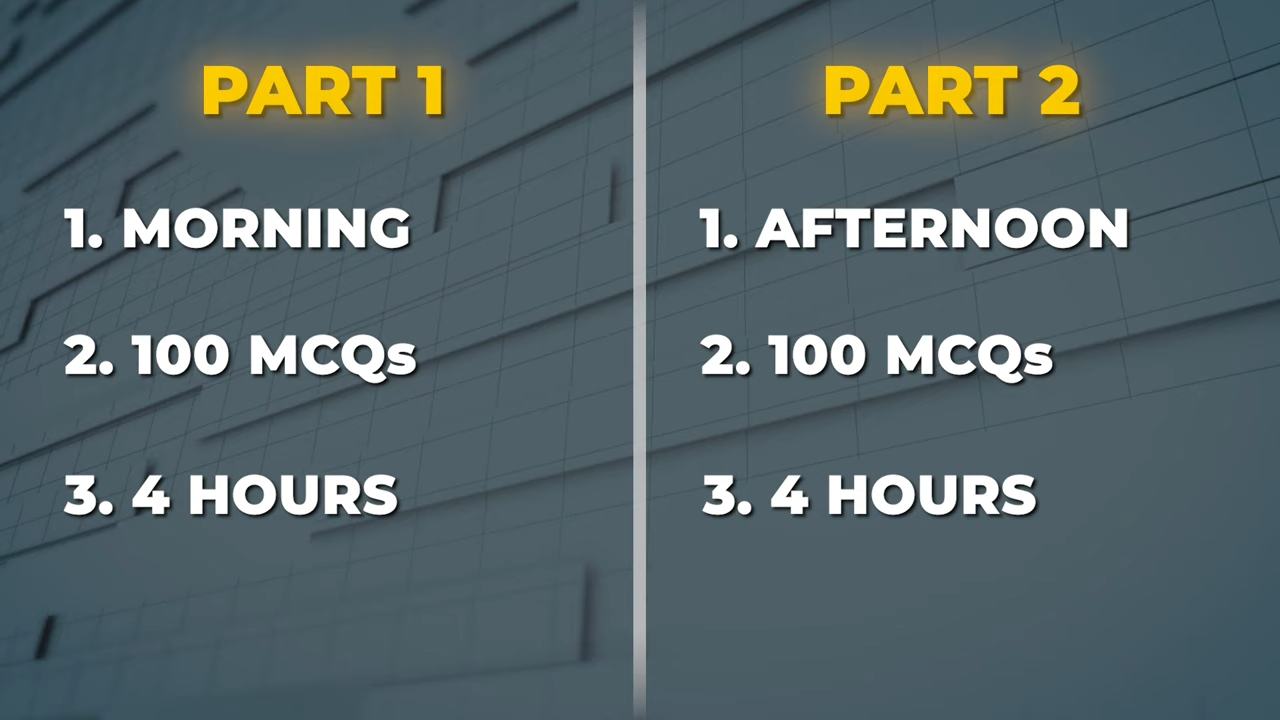 PART 1
1. MORNING
2. 100 MCQs
3. 4 HOURS
PART 2
1. AFTERNOON
2. 100 MCQs
3. 4 HOURS